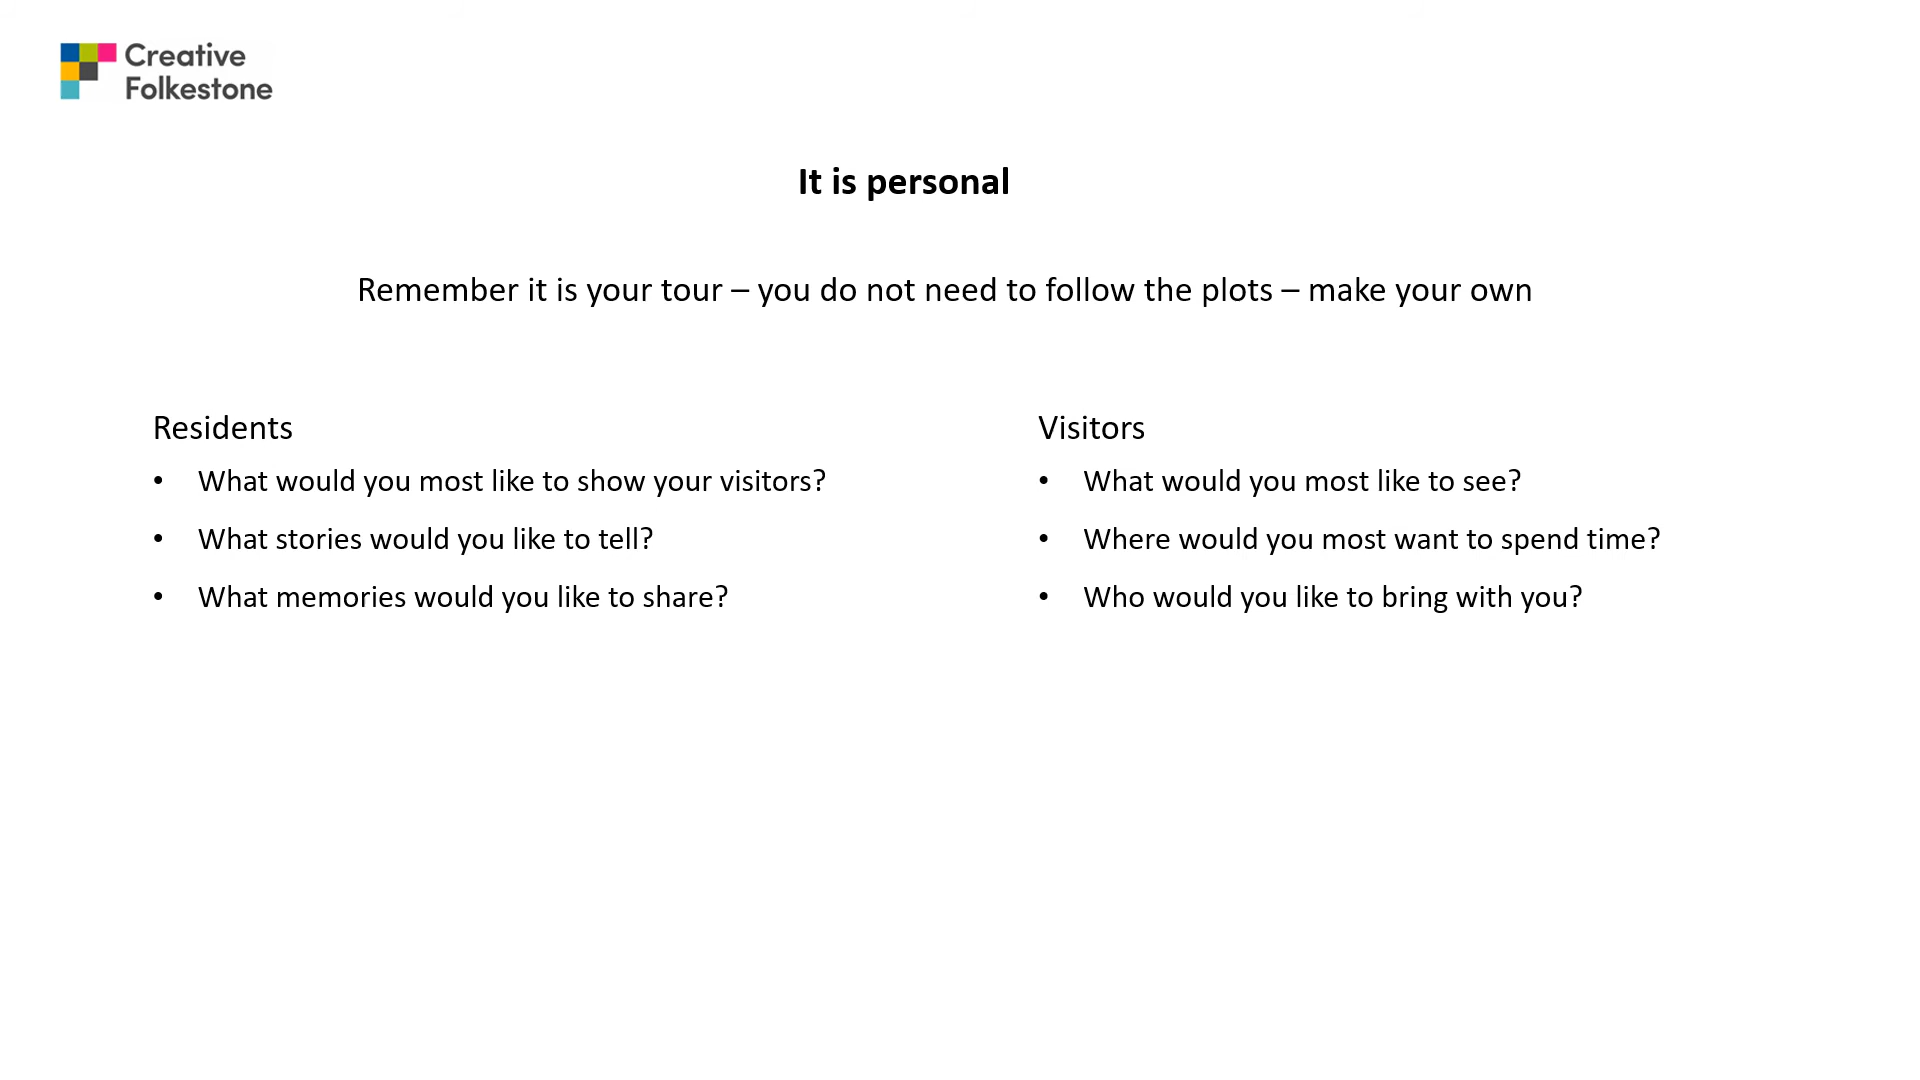 Creative
Folkestone
It is personal
Remember it is your tour – you do not need to follow the plots – make your own
Residents
• What would you most like to show your visitors?
• What stories would you like to tell?
• What memories would you like to share?
Visitors
• What would you most like to see?
• Where would you most want to spend time?
• Who would you like to bring with you?